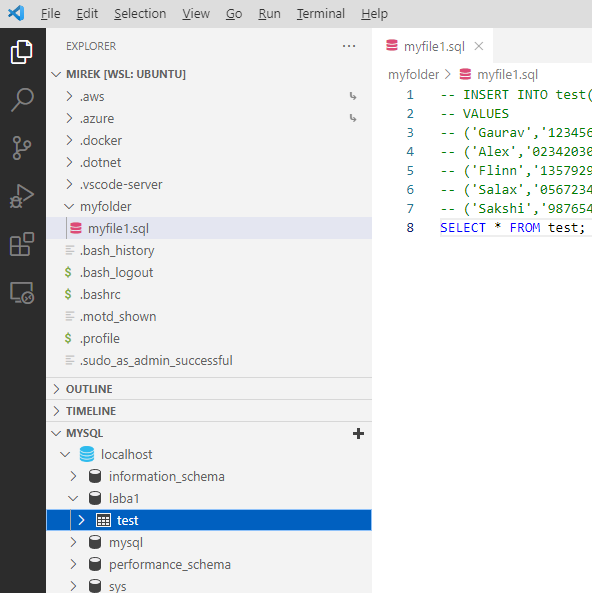 File Edit Selection View Go Run Terminal Help
EXPLORER
MIREK [WSL: UBUNTU]
.aws
.azure
.docker
.dotnet
.vscode-server
myfolder
myfile1.sql
.bash_history
$ .bash_logout
$ .bashrc
.motd_shown
$ .profile
.sudo_as_admin_successful
OUTLINE
TIMELINE
MYSQL
localhost
information_schema
laba1
test
mysql
performance_schema
sys
myfile1.sql
myfolder > myfile1.sql
1 -- INSERT INTO test(
2 -- VALUES
3 -- ('Gaurav','123456
4 -- ('Alex','02342030
5 -- ('Flinn','1357929
6 -- ('Salax','0567234
7 -- ('Sakshi','987654
8 SELECT * FROM test;